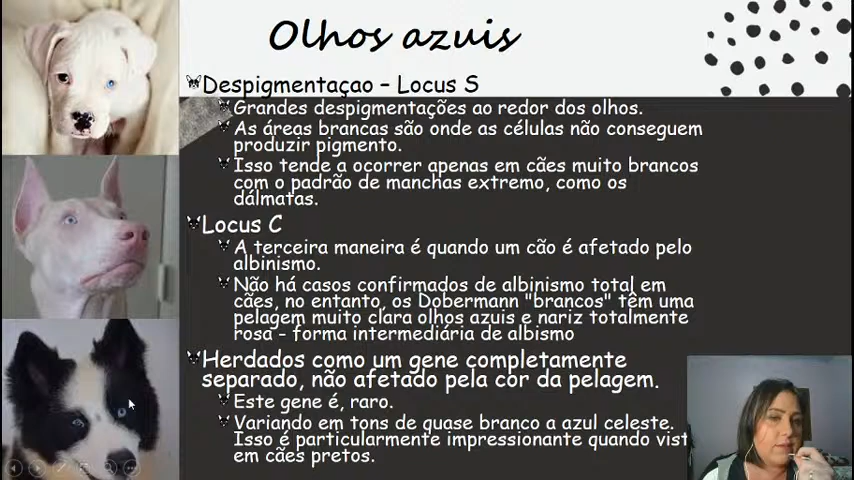 Olhos azuis
Despigmentaçao – Locus S
Grandes despigmentações ao redor dos olhos.
As áreas brancas são onde as células não conseguem
produzir pigmento.
Isso tende a ocorrer apenas em cães muito brancos
com o padrão de manchas extremo, como os
dálmatas.
Locus C
A terceira maneira é quando um cão é afetado pelo
albinismo.
Não há casos confirmados de albinismo total em
cães, no entanto, os Dobermann "brancos" têm uma
pelagem muito clara olhos azuis e nariz totalmente
rosa - forma intermediária de albismo
Herdados como um gene completamente
separado, não afetado pela cor da pelagem.
Este gene é, raro.
Variando em tons de quase branco a azul celeste.
Isso é particularmente impressionante quando vist
em cães pretos.